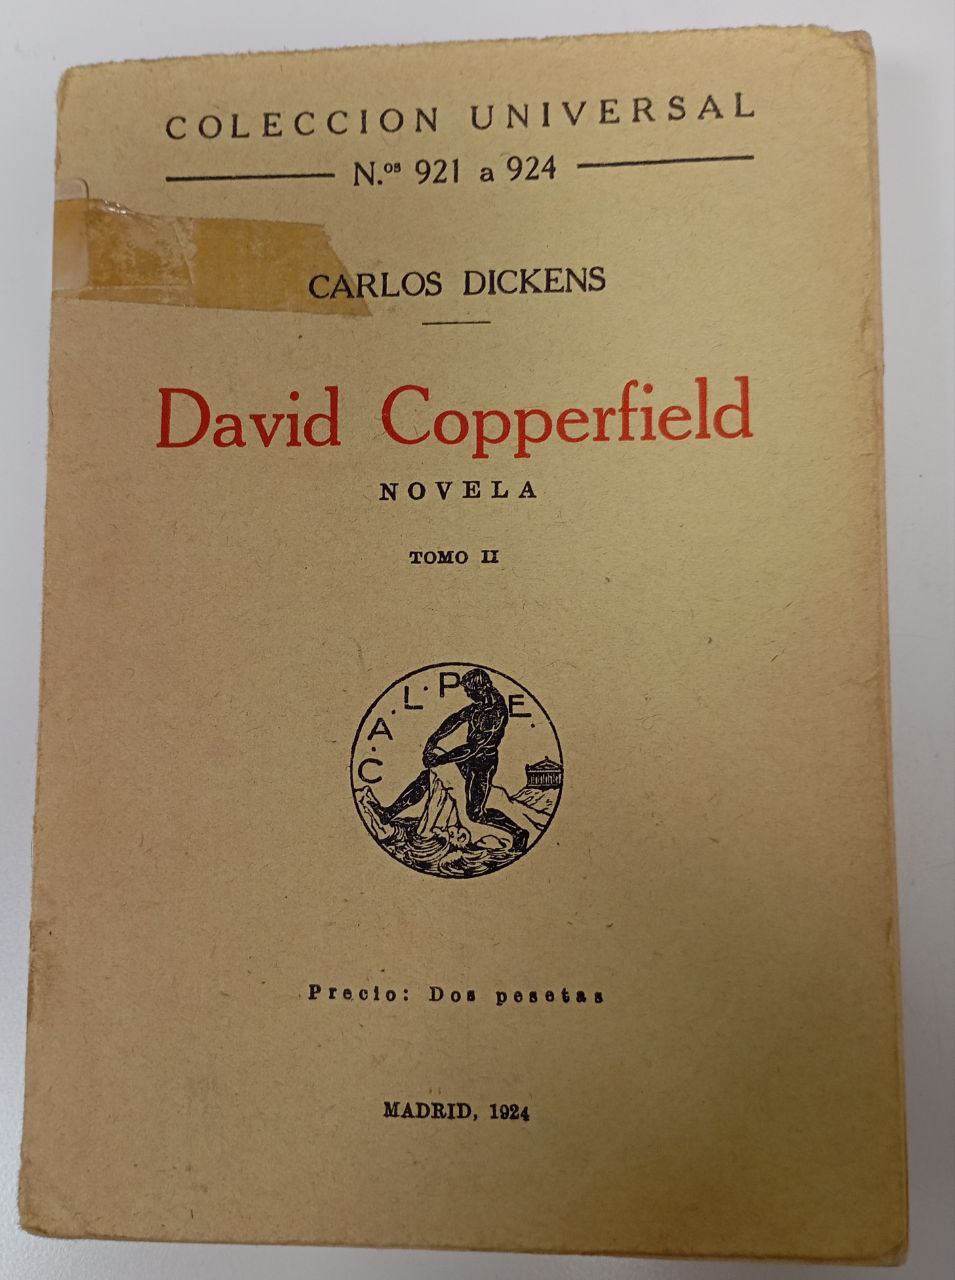 COLECCION UNIVERSAL
N.ºˢ 921 a 924
CARLOS DICKENS
David Copperfield
NOVELA
TOMO II
C.A.L.P.E.
Precio: Dos pesetas
MADRID, 1924